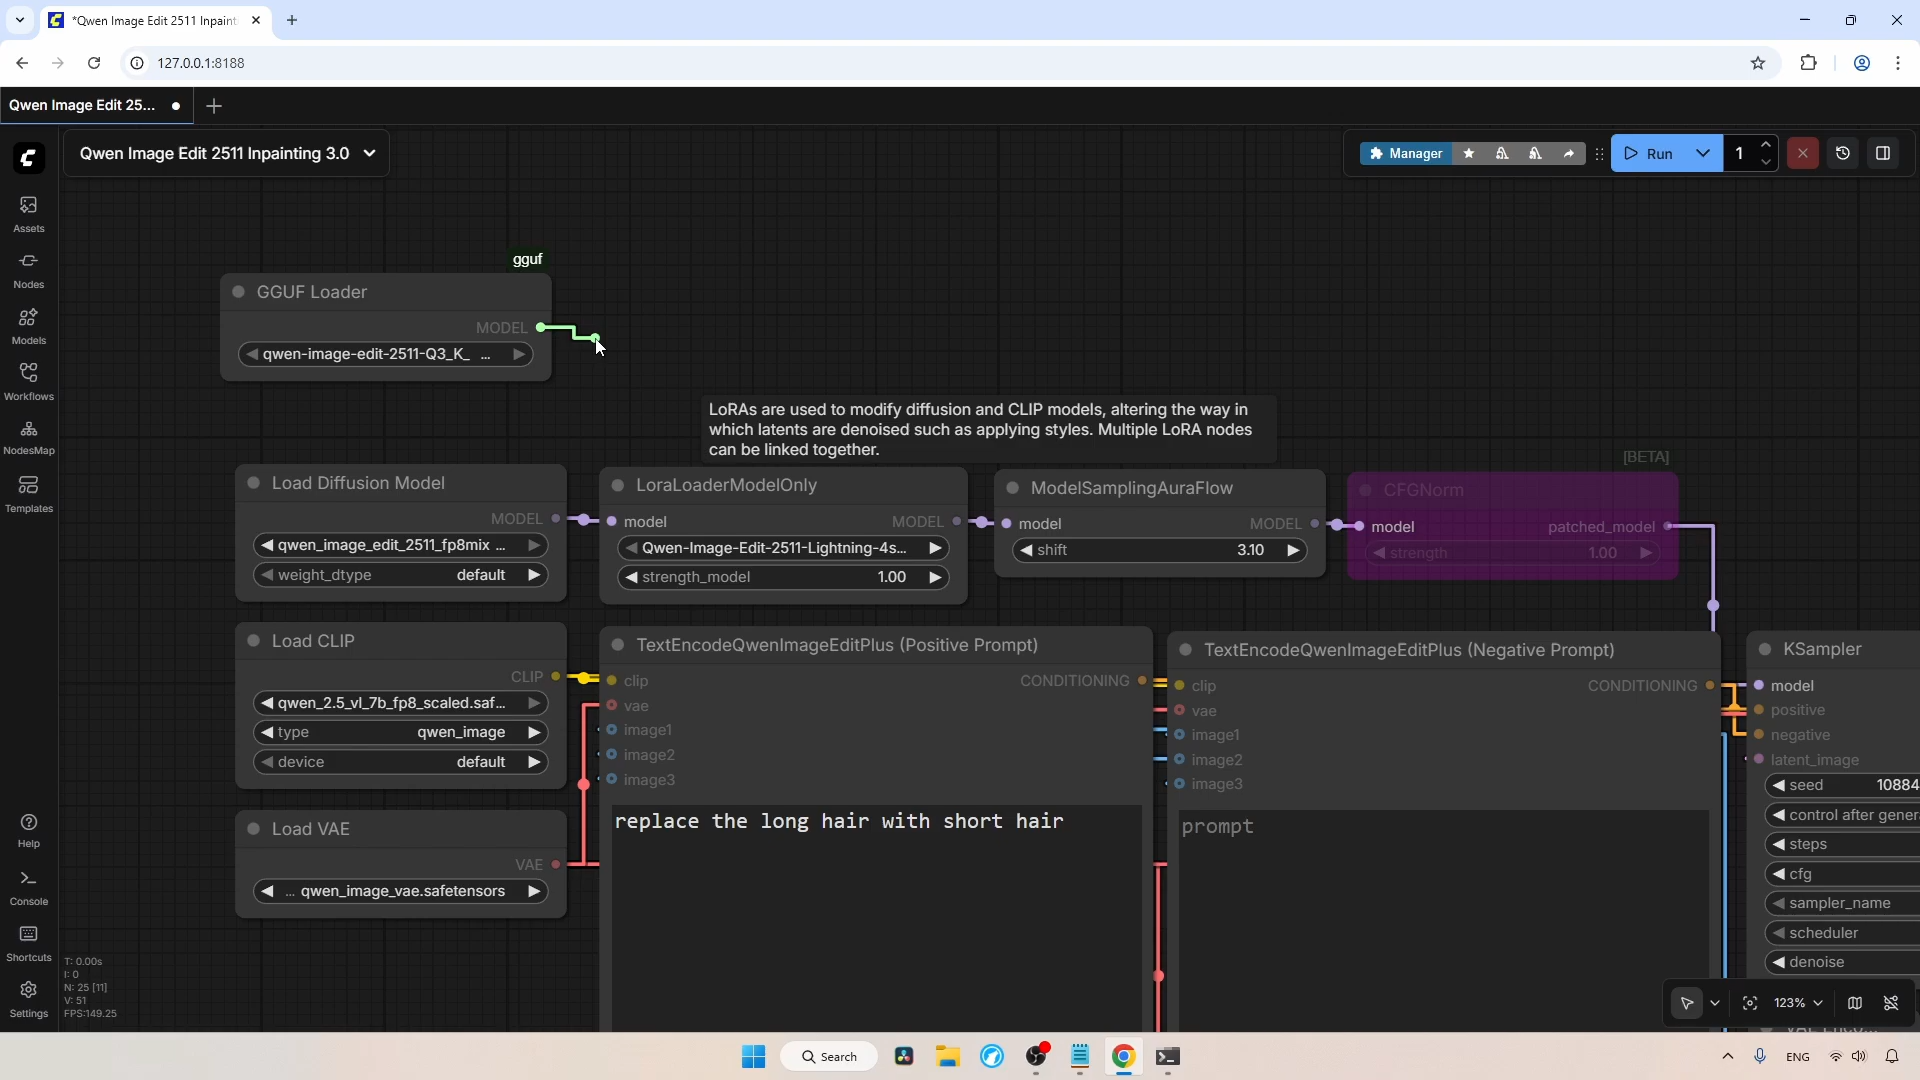 *Qwen Image Edit 2511 Inpaint
127.0.0.1:8188
Qwen Image Edit 25...
Qwen Image Edit 2511 Inpainting 3.0
Manager
Run
1
Assets
Nodes
Models
Workflows
NodesMap
Templates
Help
Console
Shortcuts
Settings
gguf
GGUF Loader
MODEL
qwen-image-edit-2511-Q3_K_ ...
LoRAs are used to modify diffusion and CLIP models, altering the way in
which latents are denoised such as applying styles. Multiple LoRA nodes
can be linked together.
[BETA]
Load Diffusion Model
MODEL
qwen_image_edit_2511_fp8mix ...
weight_dtype default
LoraLoaderModelOnly
model MODEL
Qwen-Image-Edit-2511-Lightning-4s...
strength_model 1.00
ModelSamplingAuraFlow
model MODEL
shift 3.10
CFGNorm
model patched_model
strength 1.00
Load CLIP
CLIP
qwen_2.5_vl_7b_fp8_scaled.saf...
type qwen_image
device default
Load VAE
VAE
... qwen_image_vae.safetensors
TextEncodeQwenImageEditPlus (Positive Prompt)
clip CONDITIONING
vae
image1
image2
image3
replace the long hair with short hair
TextEncodeQwenImageEditPlus (Negative Prompt)
clip CONDITIONING
vae
image1
image2
image3
prompt
KSampler
model
positive
negative
latent_image
seed 10884
control after genera
steps
cfg
sampler_name
scheduler
denoise
T: 0.00s
I: 0
N: 25 [11]
V: 51
FPS:149.25
123%
Search
ENG